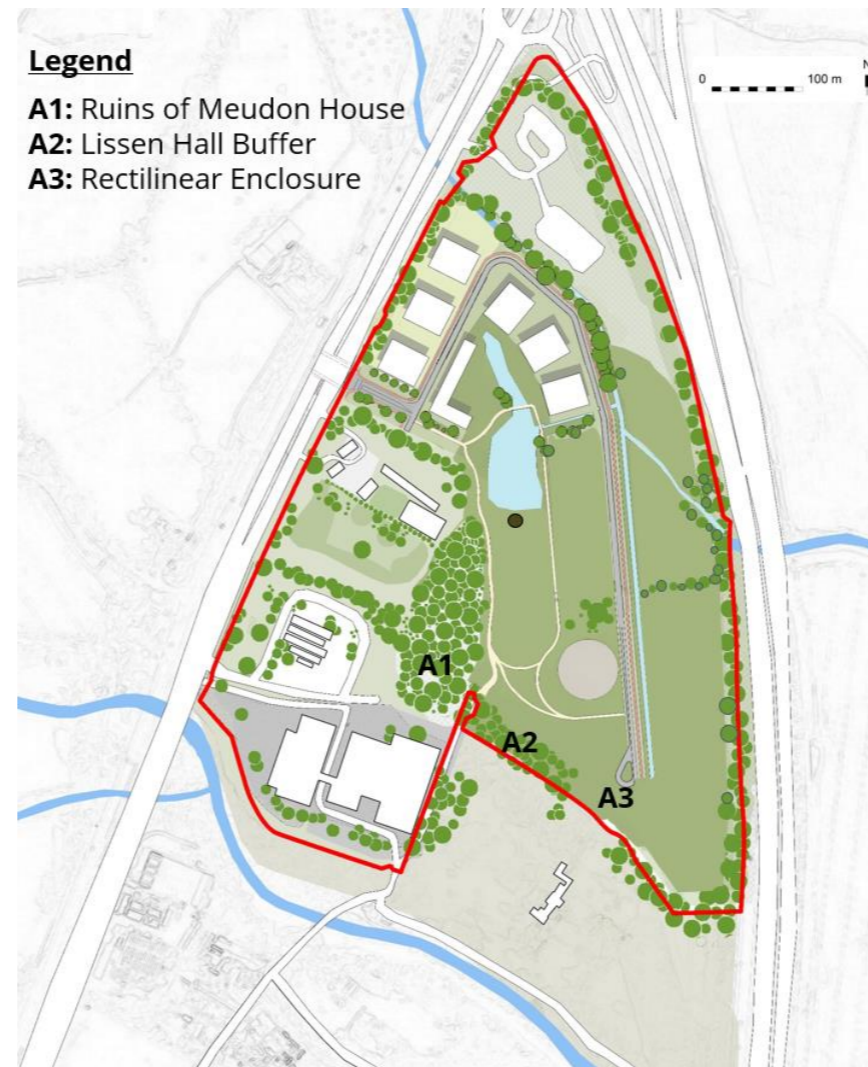 Legend
A1: Ruins of Meudon House
A2: Lissen Hall Buffer
A3: Rectilinear Enclosure
0 100 m
N
A1
A2
A3